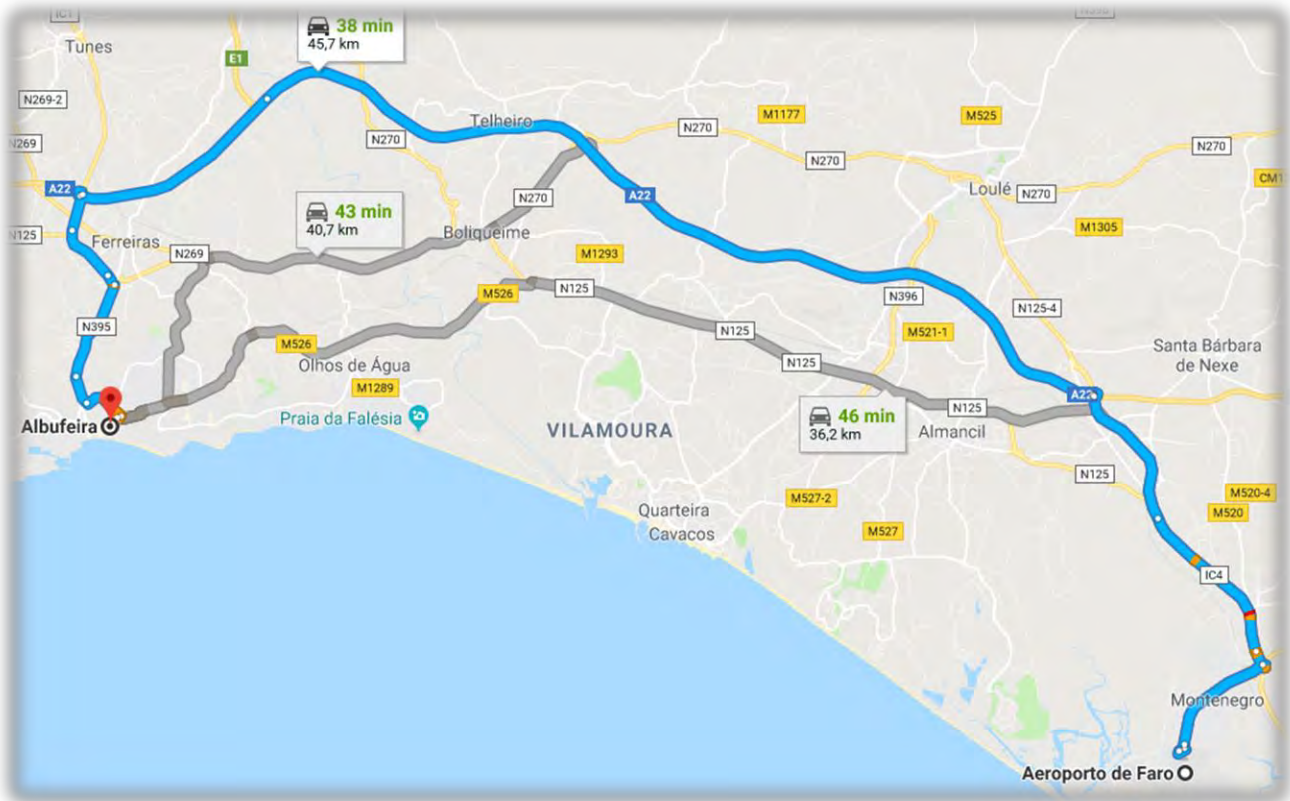 IC1
N396
Tunes
38 min
45,7 km
E1
N269-2
Telheiro
M1177
M525
N270
N269
N270
N270
N270
CM1
A22
A22
N270
Loulé
N270
43 min
40,7 km
N125
Ferreiras
N269
Boliqueime
M1293
M1305
M526
N125
N396
N125-4
N395
N125
M521-1
M526
Olhos de Água
N125
Santa Bárbara
de Nexe
M1289
A22
Albufeira
Praia da Falésia
VILAMOURA
46 min
36,2 km
N125
Almancil
N125
M527-2
M520-4
M520
Quarteira
Cavacos
M527
IC4
Montenegro
Aeroporto de Faro